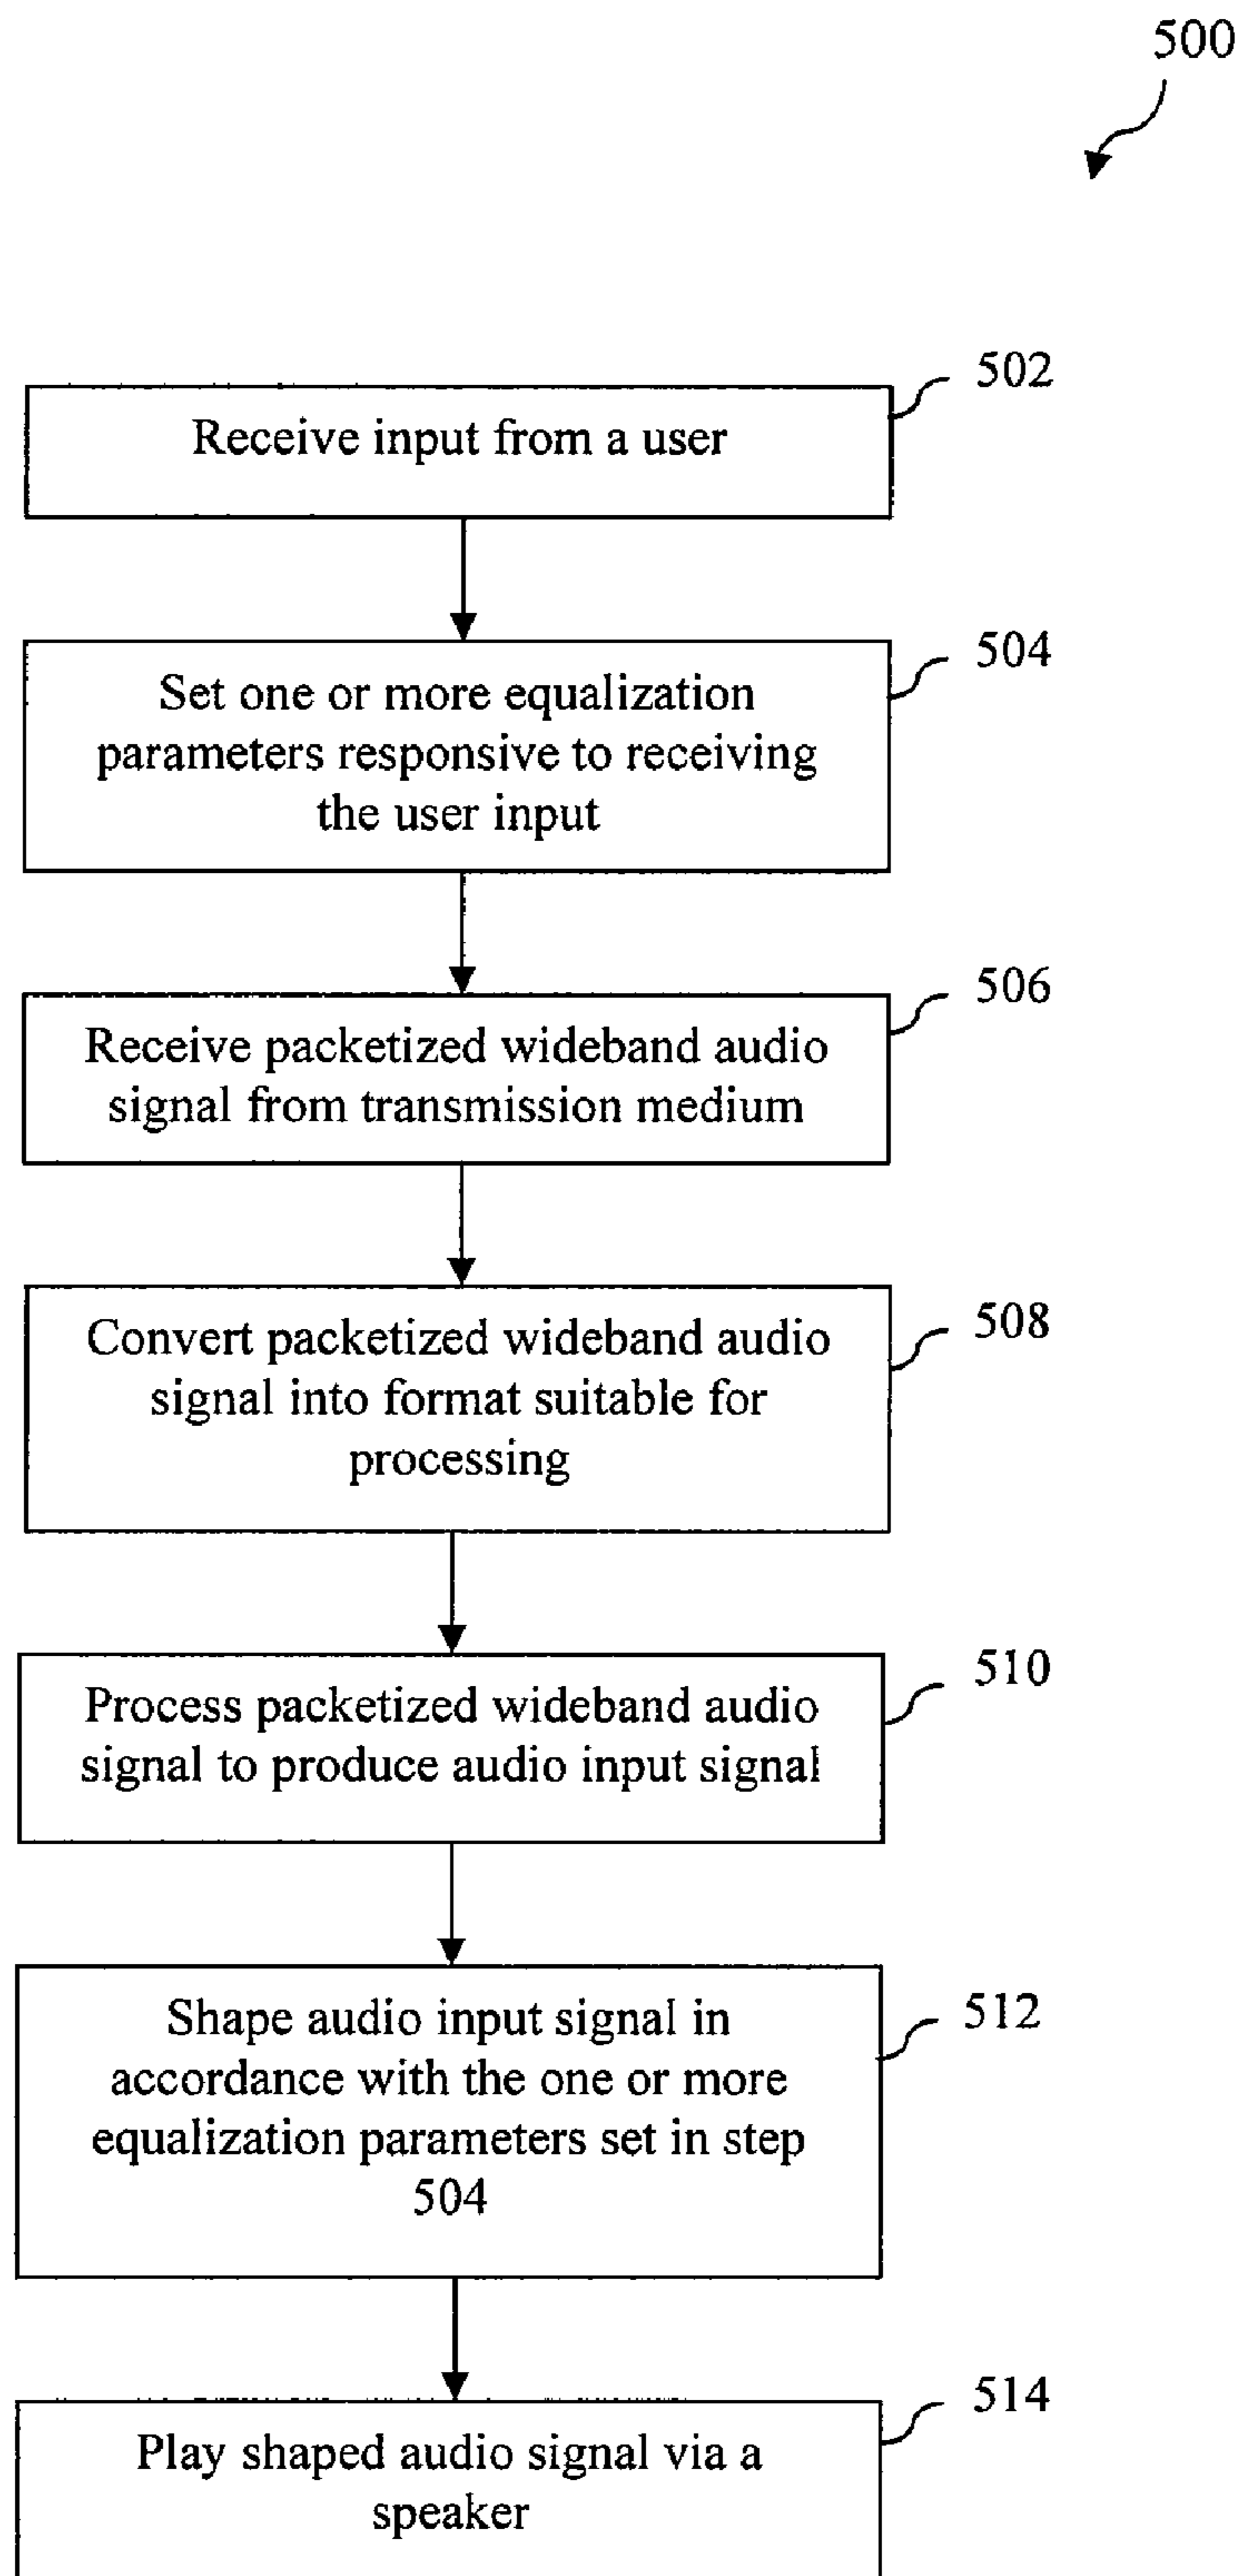 500
502
Receive input from a user
504
Set one or more equalization
parameters responsive to receiving
the user input
506
Receive packetized wideband audio
signal from transmission medium
508
Convert packetized wideband audio
signal into format suitable for
processing
510
Process packetized wideband audio
signal to produce audio input signal
512
Shape audio input signal in
accordance with the one or more
equalization parameters set in step
504
514
Play shaped audio signal via a
speaker